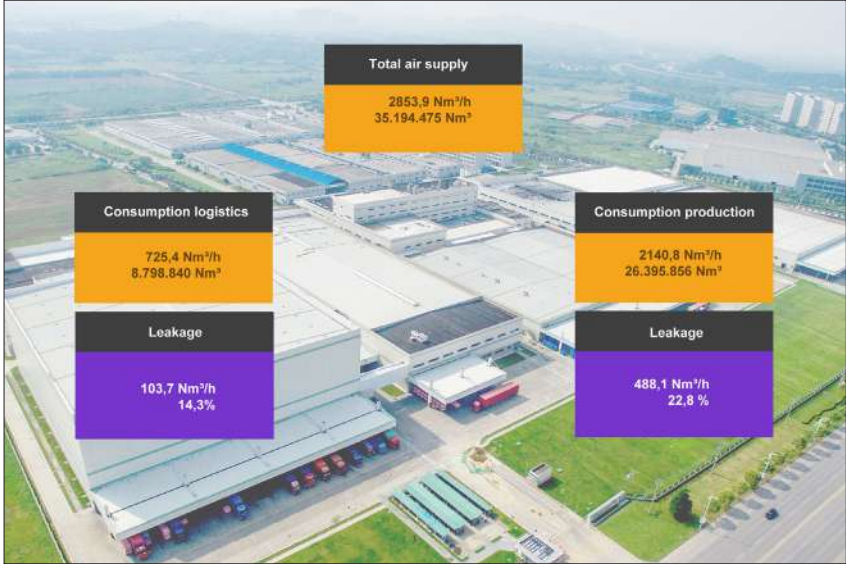 Total air supply
2853,9 Nm³/h
35.194.475 Nm³
Consumption logistics
725,4 Nm³/h
8.798.840 Nm³
Leakage
103,7 Nm³/h
14,3%
Consumption production
2140,8 Nm³/h
26.395.856 Nm³
Leakage
488,1 Nm³/h
22,8 %